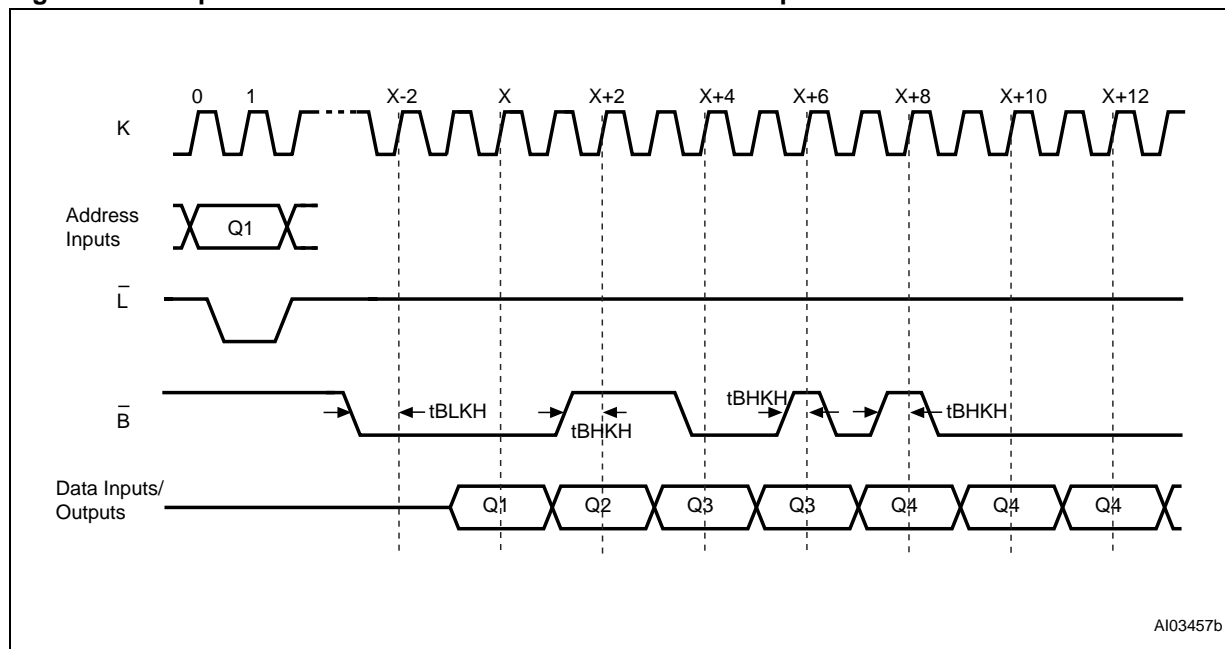 0 1 X-2 X X+2 X+4 X+6 X+8 X+10 X+12
K
Address
Inputs
Q1
L̅
B̅
tBLKH
tBHKH
tBHKH
tBHKH
Data Inputs/
Outputs
Q1 Q2 Q3 Q3 Q4 Q4 Q4
AI03457b